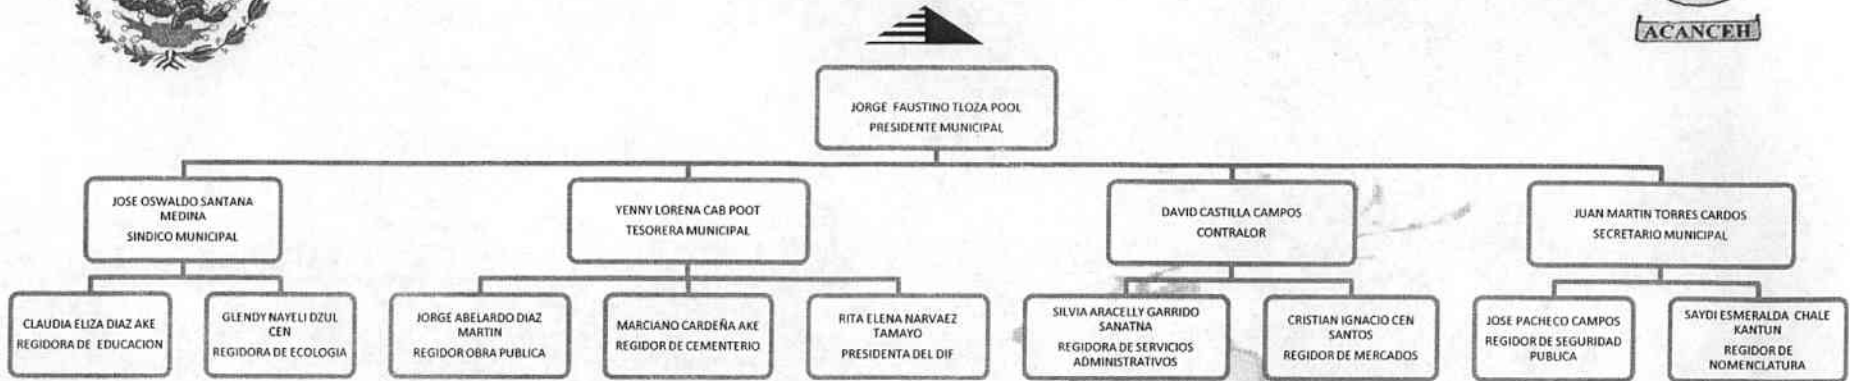 ACANCEH
JORGE FAUSTINO TLOZA POOL
PRESIDENTE MUNICIPAL
JOSE OSWALDO SANTANA
MEDINA
SINDICO MUNICIPAL
YENNY LORENA CAB POOT
TESORERA MUNICIPAL
DAVID CASTILLA CAMPOS
CONTRALOR
JUAN MARTIN TORRES CARDOS
SECRETARIO MUNICIPAL
CLAUDIA ELIZA DIAZ AKE
REGIDORA DE EDUCACION
GLENDY NAYELI DZUL
CEN
REGIDORA DE ECOLOGIA
JORGE ABELARDO DIAZ
MARTIN
REGIDOR OBRA PUBLICA
MARCIANO CARDEÑA AKE
REGIDOR DE CEMENTERIO
RITA ELENA NARVAEZ
TAMAYO
PRESIDENTA DEL DIF
SILVIA ARACELLY GARRIDO
SANATNA
REGIDORA DE SERVICIOS
ADMINISTRATIVOS
CRISTIAN IGNACIO CEN
SANTOS
REGIDOR DE MERCADOS
JOSE PACHECO CAMPOS
REGIDOR DE SEGURIDAD
PUBLICA
SAYDI ESMERALDA CHALE
KANTUN
REGIDOR DE
NOMENCLATURA